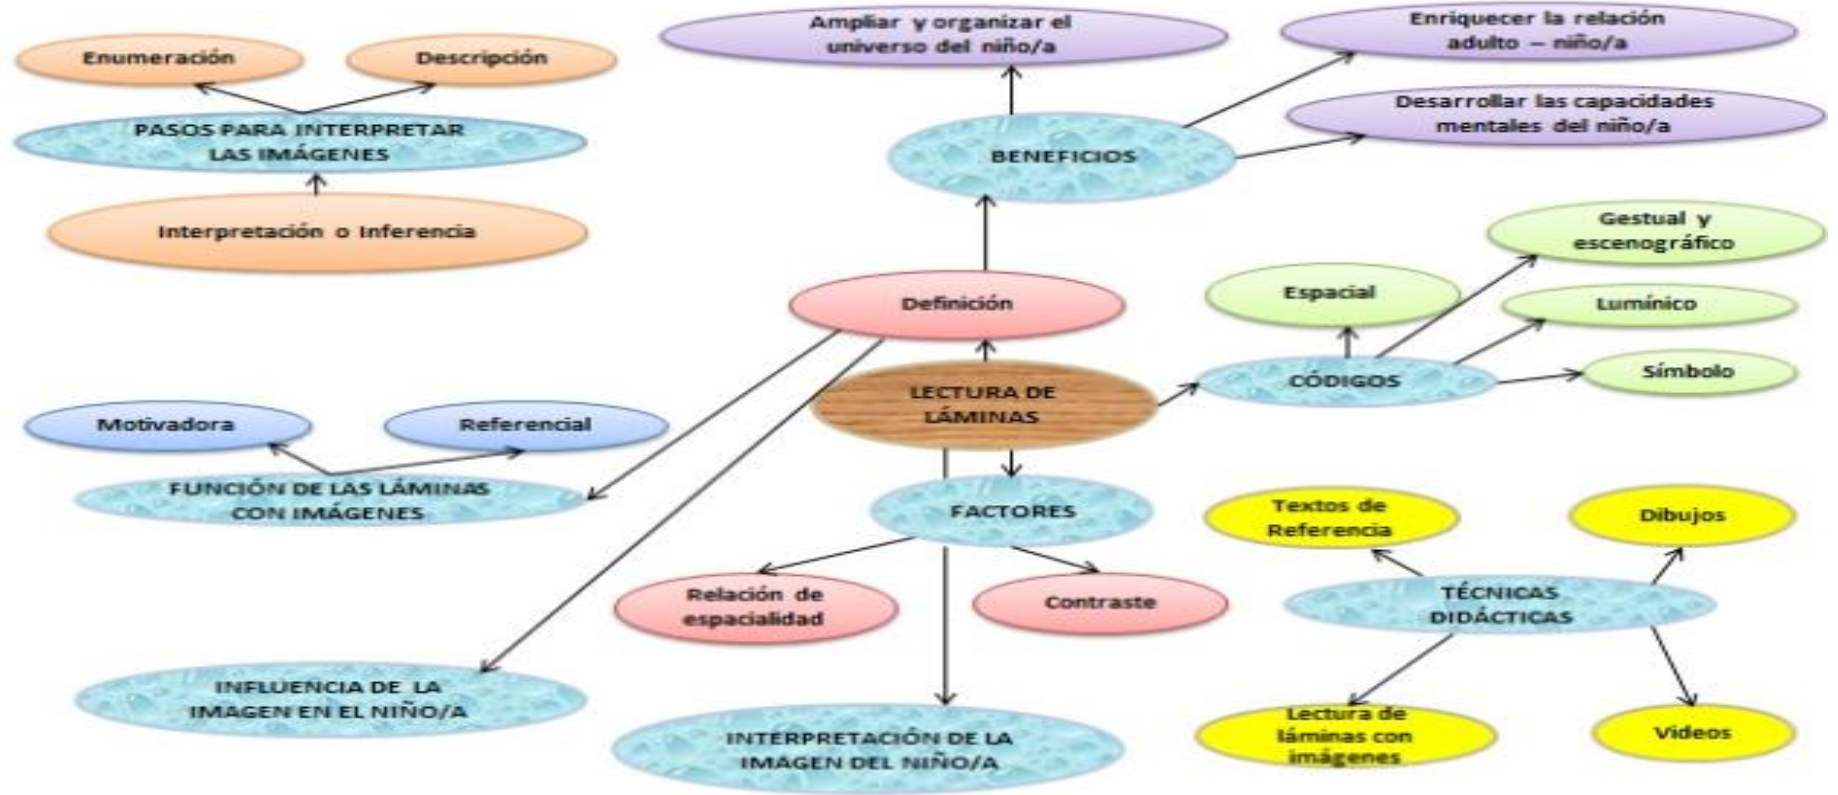 Enumeración
Descripción
PASOS PARA INTERPRETAR
LAS IMÁGENES
Interpretación o Inferencia
Ampliar y organizar el
universo del niño/a
Enriquecer la relación
adulto – niño/a
Desarrollar las capacidades
mentales del niño/a
BENEFICIOS
Gestual y
escenográfico
Espacial
Lumínico
Símbolo
CÓDIGOS
Definición
LECTURA DE
LÁMINAS
Motivadora
Referencial
FUNCIÓN DE LAS LÁMINAS
CON IMÁGENES
FACTORES
Relación de
espacialidad
Contraste
Textos de
Referencia
Dibujos
TÉCNICAS
DIDÁCTICAS
Lectura de
láminas con
imágenes
Videos
INFLUENCIA DE LA
IMAGEN EN EL NIÑO/A
INTERPRETACIÓN DE LA
IMAGEN DEL NIÑO/A